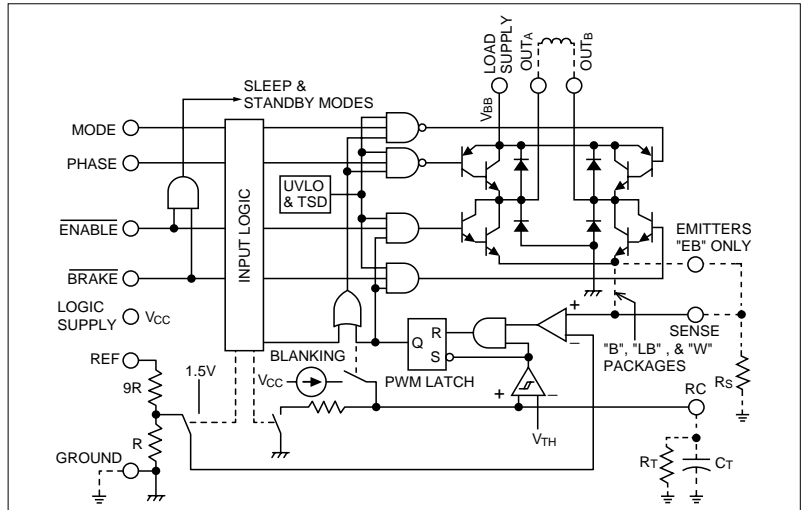 LOAD
SUPPLY
OUTA
OUTB
SLEEP &
STANDBY MODES
VBB
MODE
PHASE
UVLO
& TSD
INPUT LOGIC
ENABLE
EMITTERS
"EB" ONLY
BRAKE
LOGIC
SUPPLY
VCC
Q
R
S
+
–
SENSE
REF
BLANKING
PWM LATCH
"B", "LB" , & "W"
PACKAGES
1.5V
9R
VCC
+
–
RS
RC
R
VTH
GROUND
RT
CT